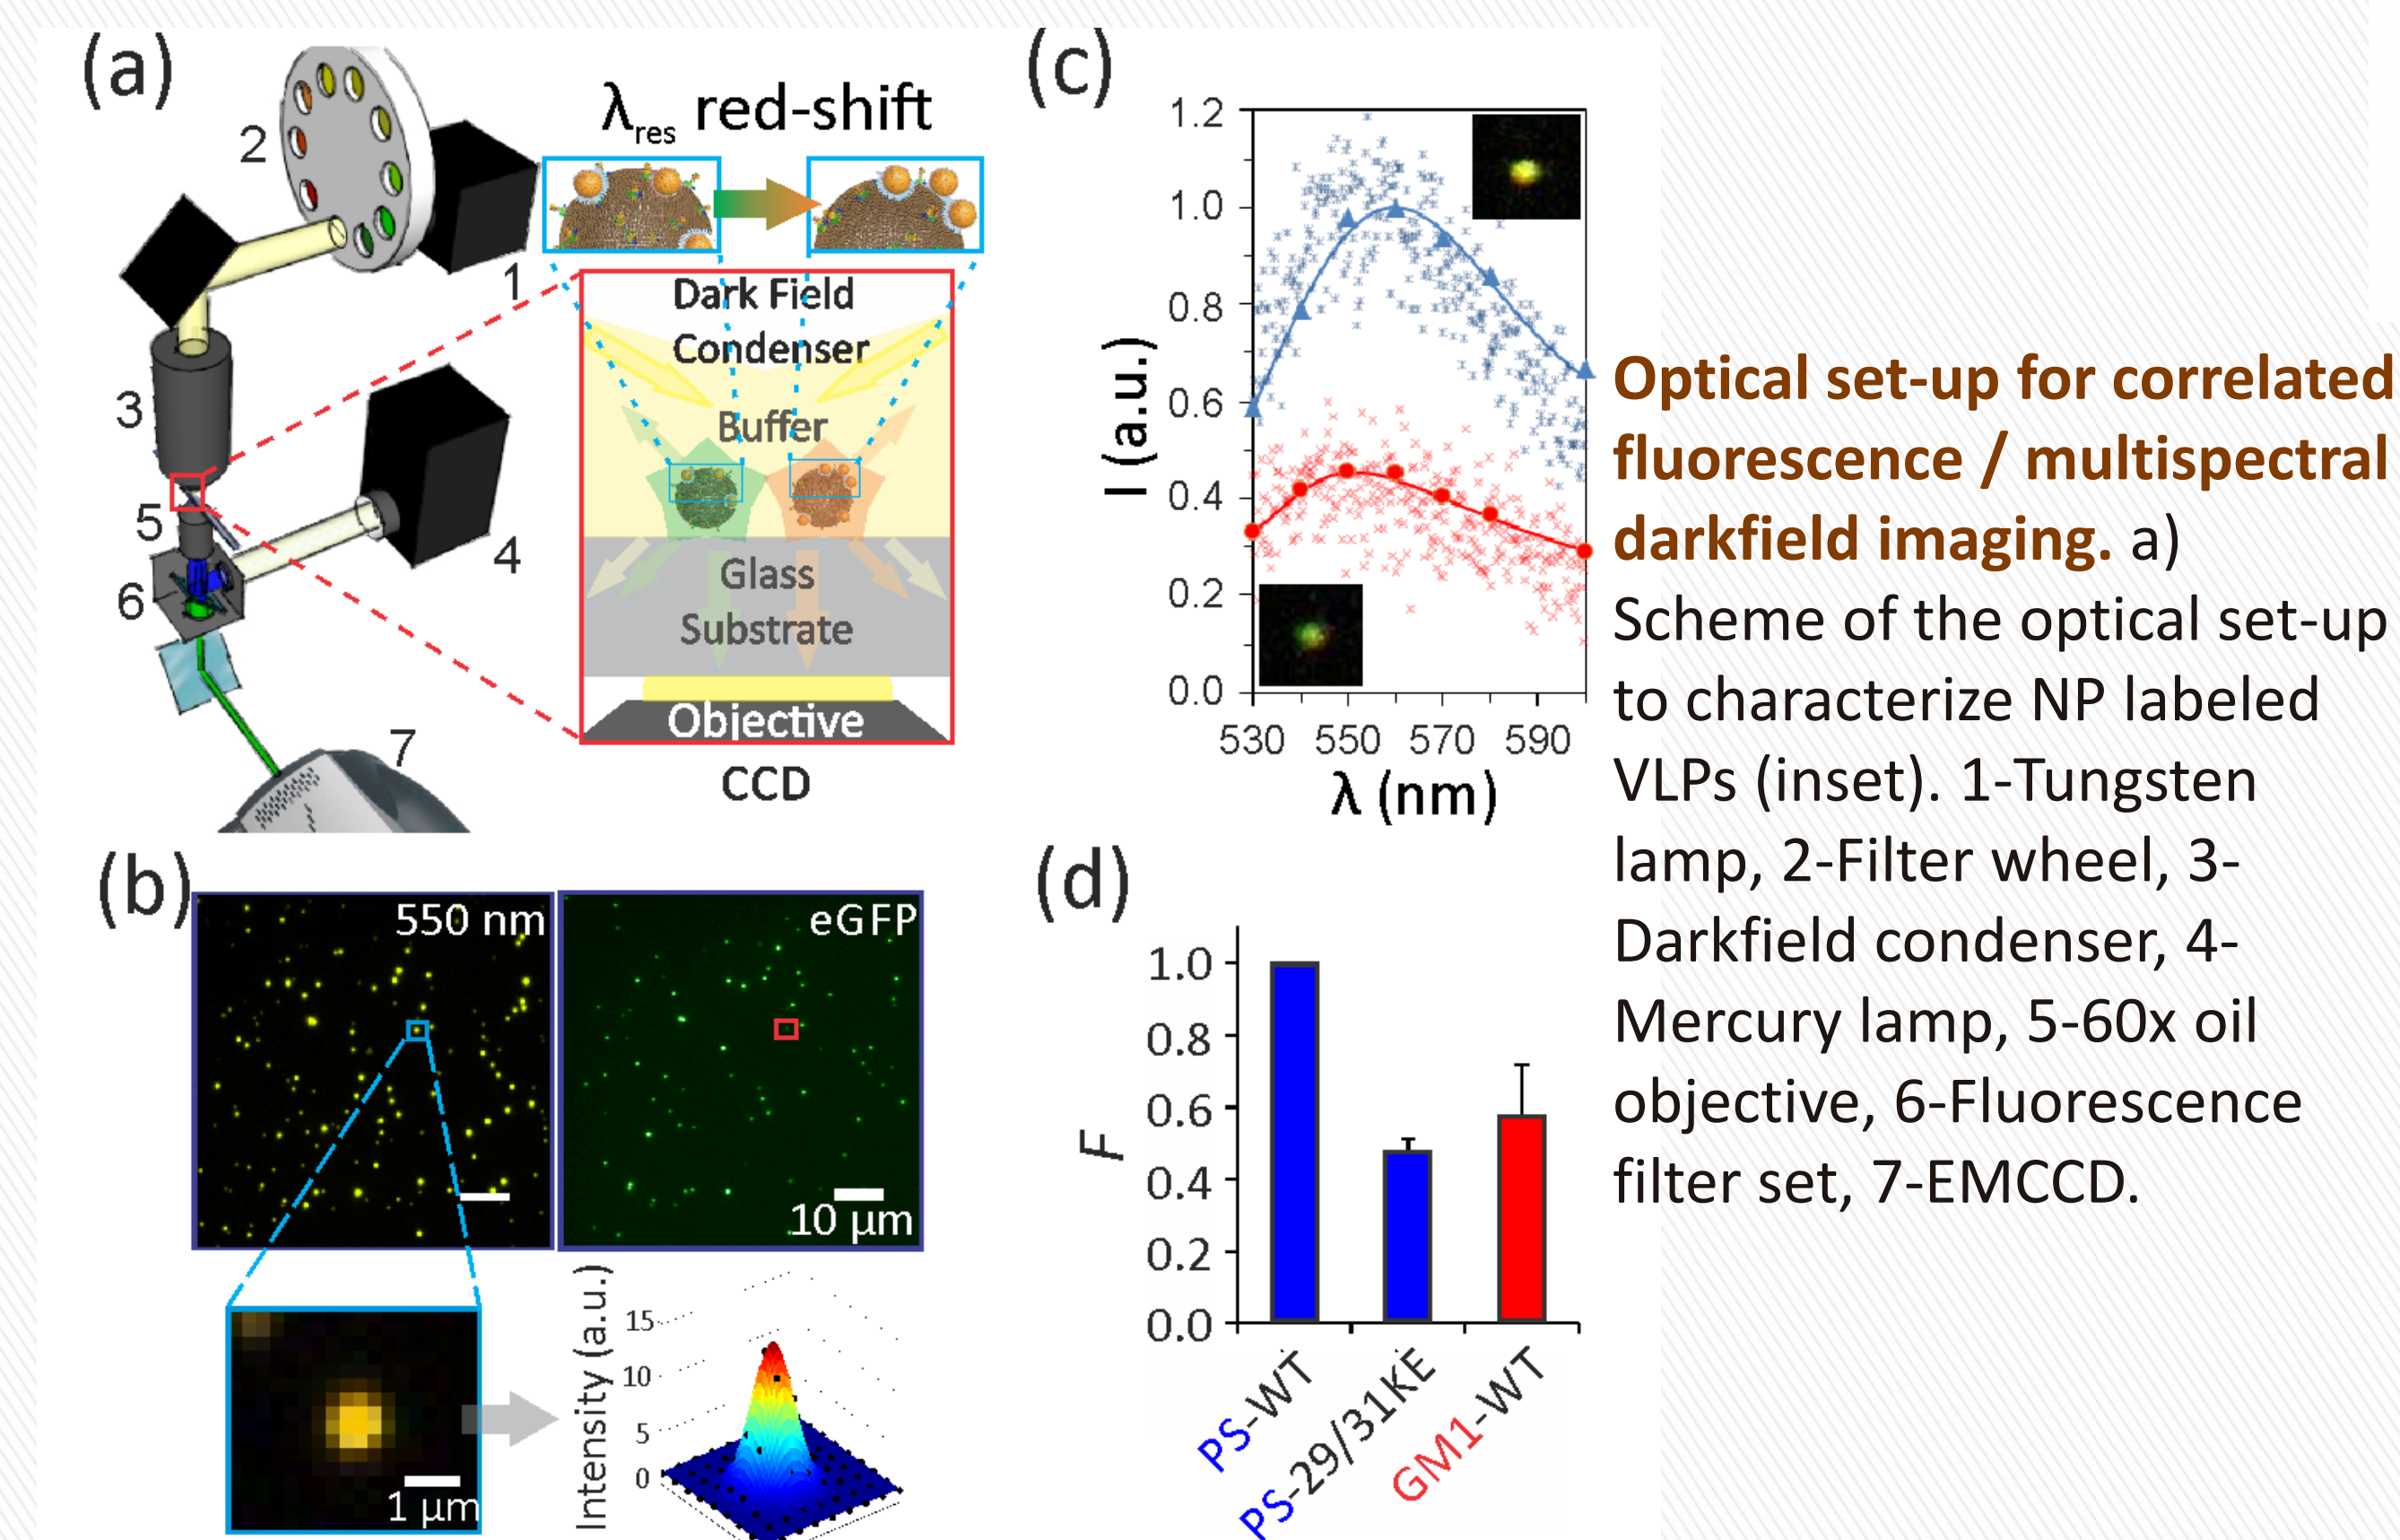 (a)
2
1
3
5
4
6
7
λres red-shift
Dark Field
Condenser
Buffer
Glass
Substrate
Objective
CCD
(b)
550 nm
eGFP
10 µm
1 µm
Intensity (a.u.)
15
10
5
0
(c)
I (a.u.)
1.2
1.0
0.8
0.6
0.4
0.2
0.0
530 550 570 590
λ (nm)
(d)
F
1.0
0.8
0.6
0.4
0.2
0.0
PS-WT
PS-29/31KE
GM1-WT
Optical set-up for correlated
fluorescence / multispectral
darkfield imaging. a)
Scheme of the optical set-up
to characterize NP labeled
VLPs (inset). 1-Tungsten
lamp, 2-Filter wheel, 3-
Darkfield condenser, 4-
Mercury lamp, 5-60x oil
objective, 6-Fluorescence
filter set, 7-EMCCD.